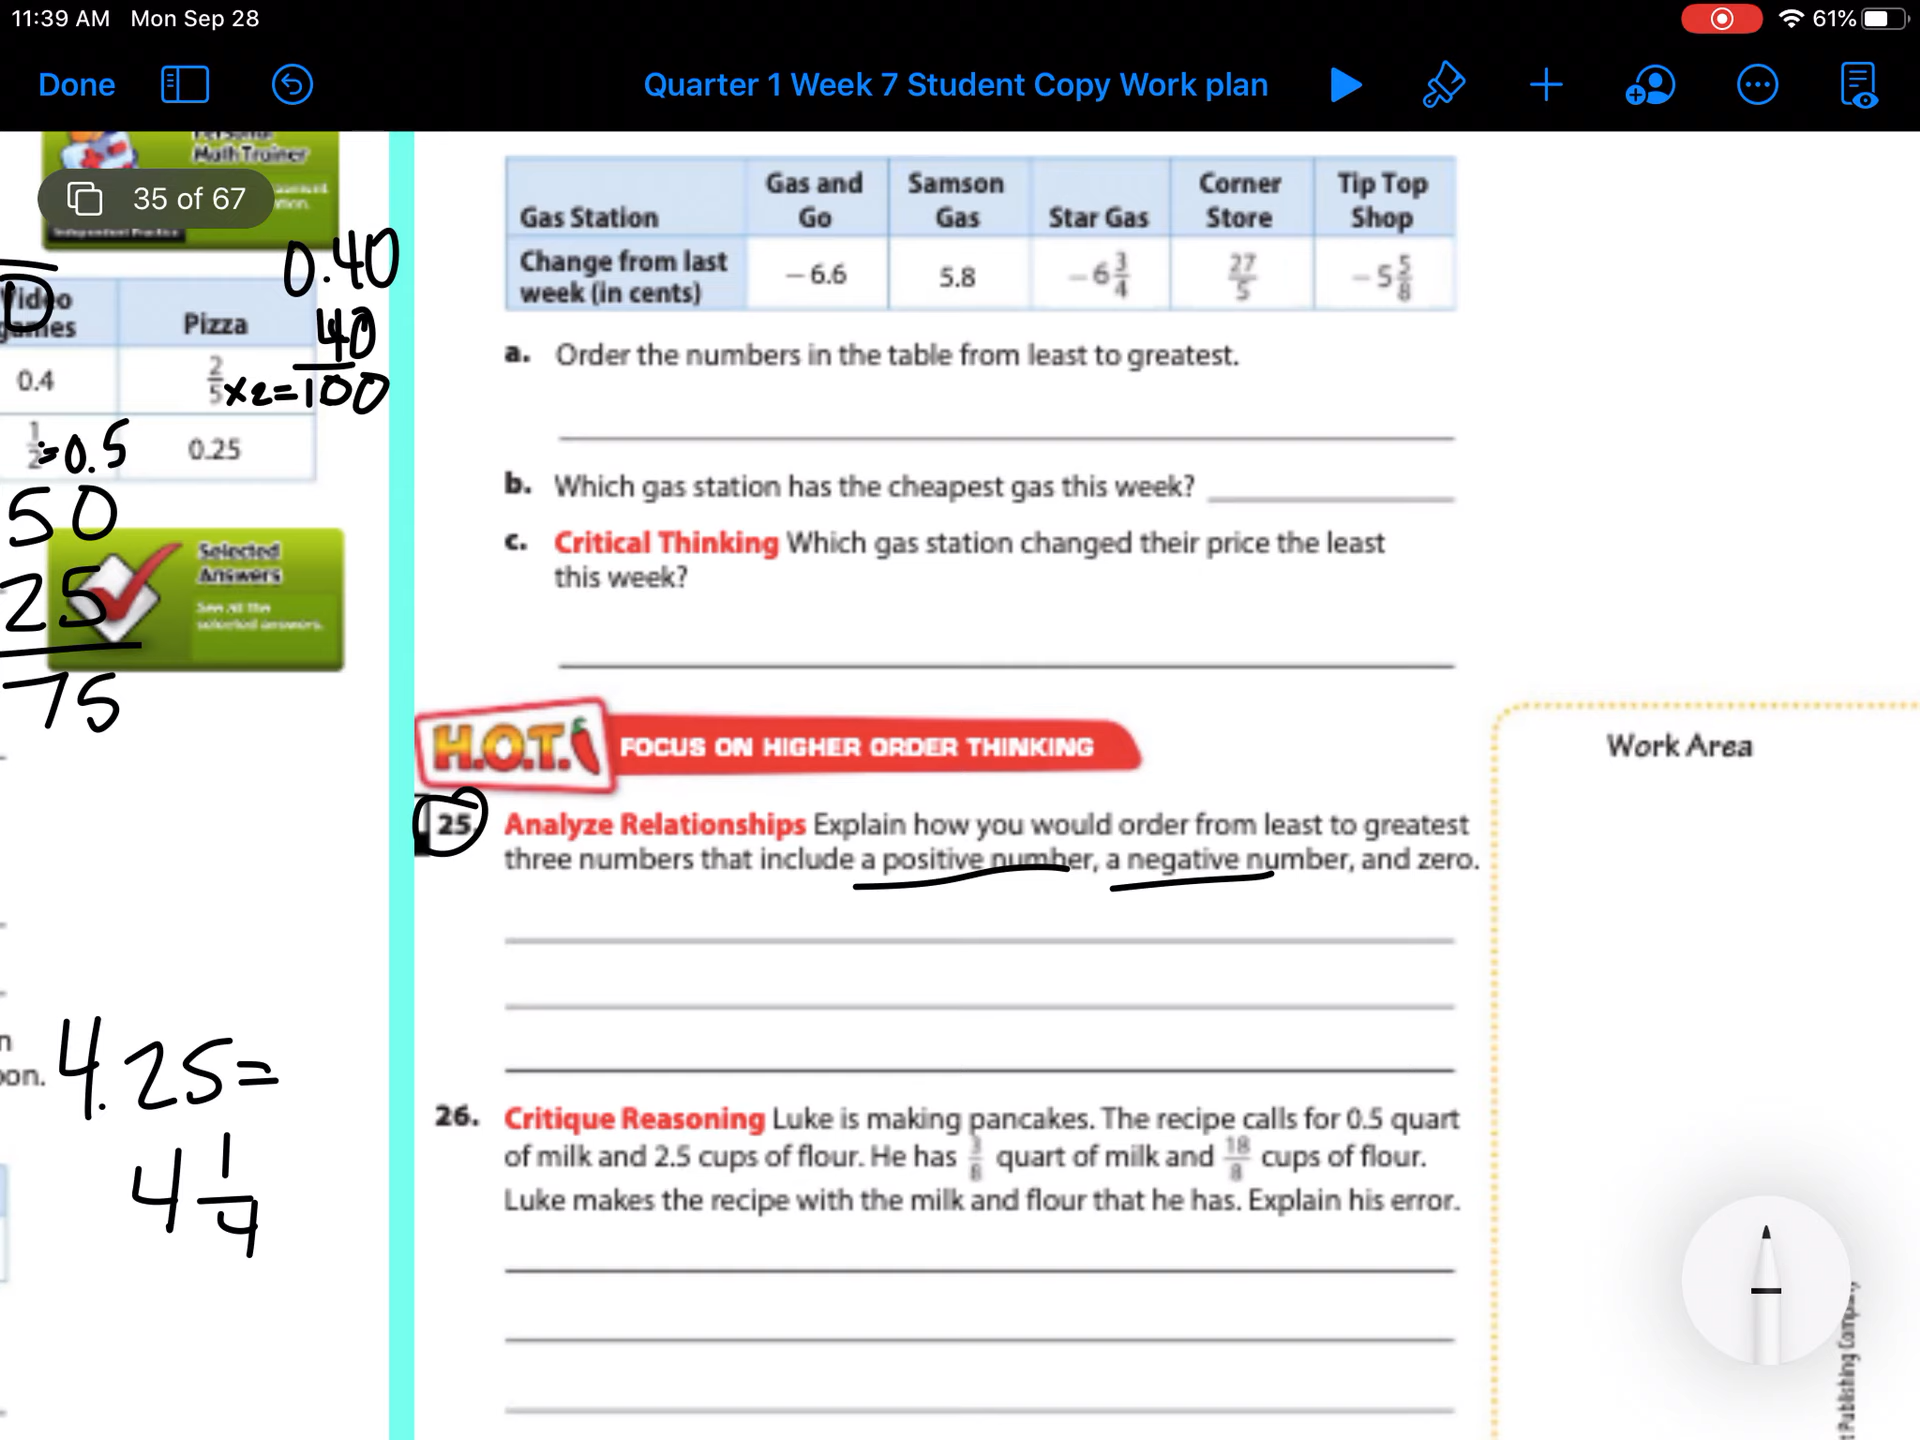 11:39 AM Mon Sep 28
61%
Done
Quarter 1 Week 7 Student Copy Work plan
Math Trainer
35 of 67
0.40
40
100
Video games
Pizza
0.4
2/5 x2=
1/2 =0.5
0.25
50
25
75
Selected Answers
See all the selected answers.
4.25=
4 1/4
Gas Station
Gas and Go
Samson Gas
Star Gas
Corner Store
Tip Top Shop
Change from last week (in cents)
−6.6
5.8
−6 3/4
27/5
−5 5/8
a. Order the numbers in the table from least to greatest.
b. Which gas station has the cheapest gas this week?
c. Critical Thinking Which gas station changed their price the least
this week?
H.O.T. FOCUS ON HIGHER ORDER THINKING
Work Area
25. Analyze Relationships Explain how you would order from least to greatest
three numbers that include a positive number, a negative number, and zero.
26. Critique Reasoning Luke is making pancakes. The recipe calls for 0.5 quart
of milk and 2.5 cups of flour. He has 3/8 quart of milk and 18/8 cups of flour.
Luke makes the recipe with the milk and flour that he has. Explain his error.